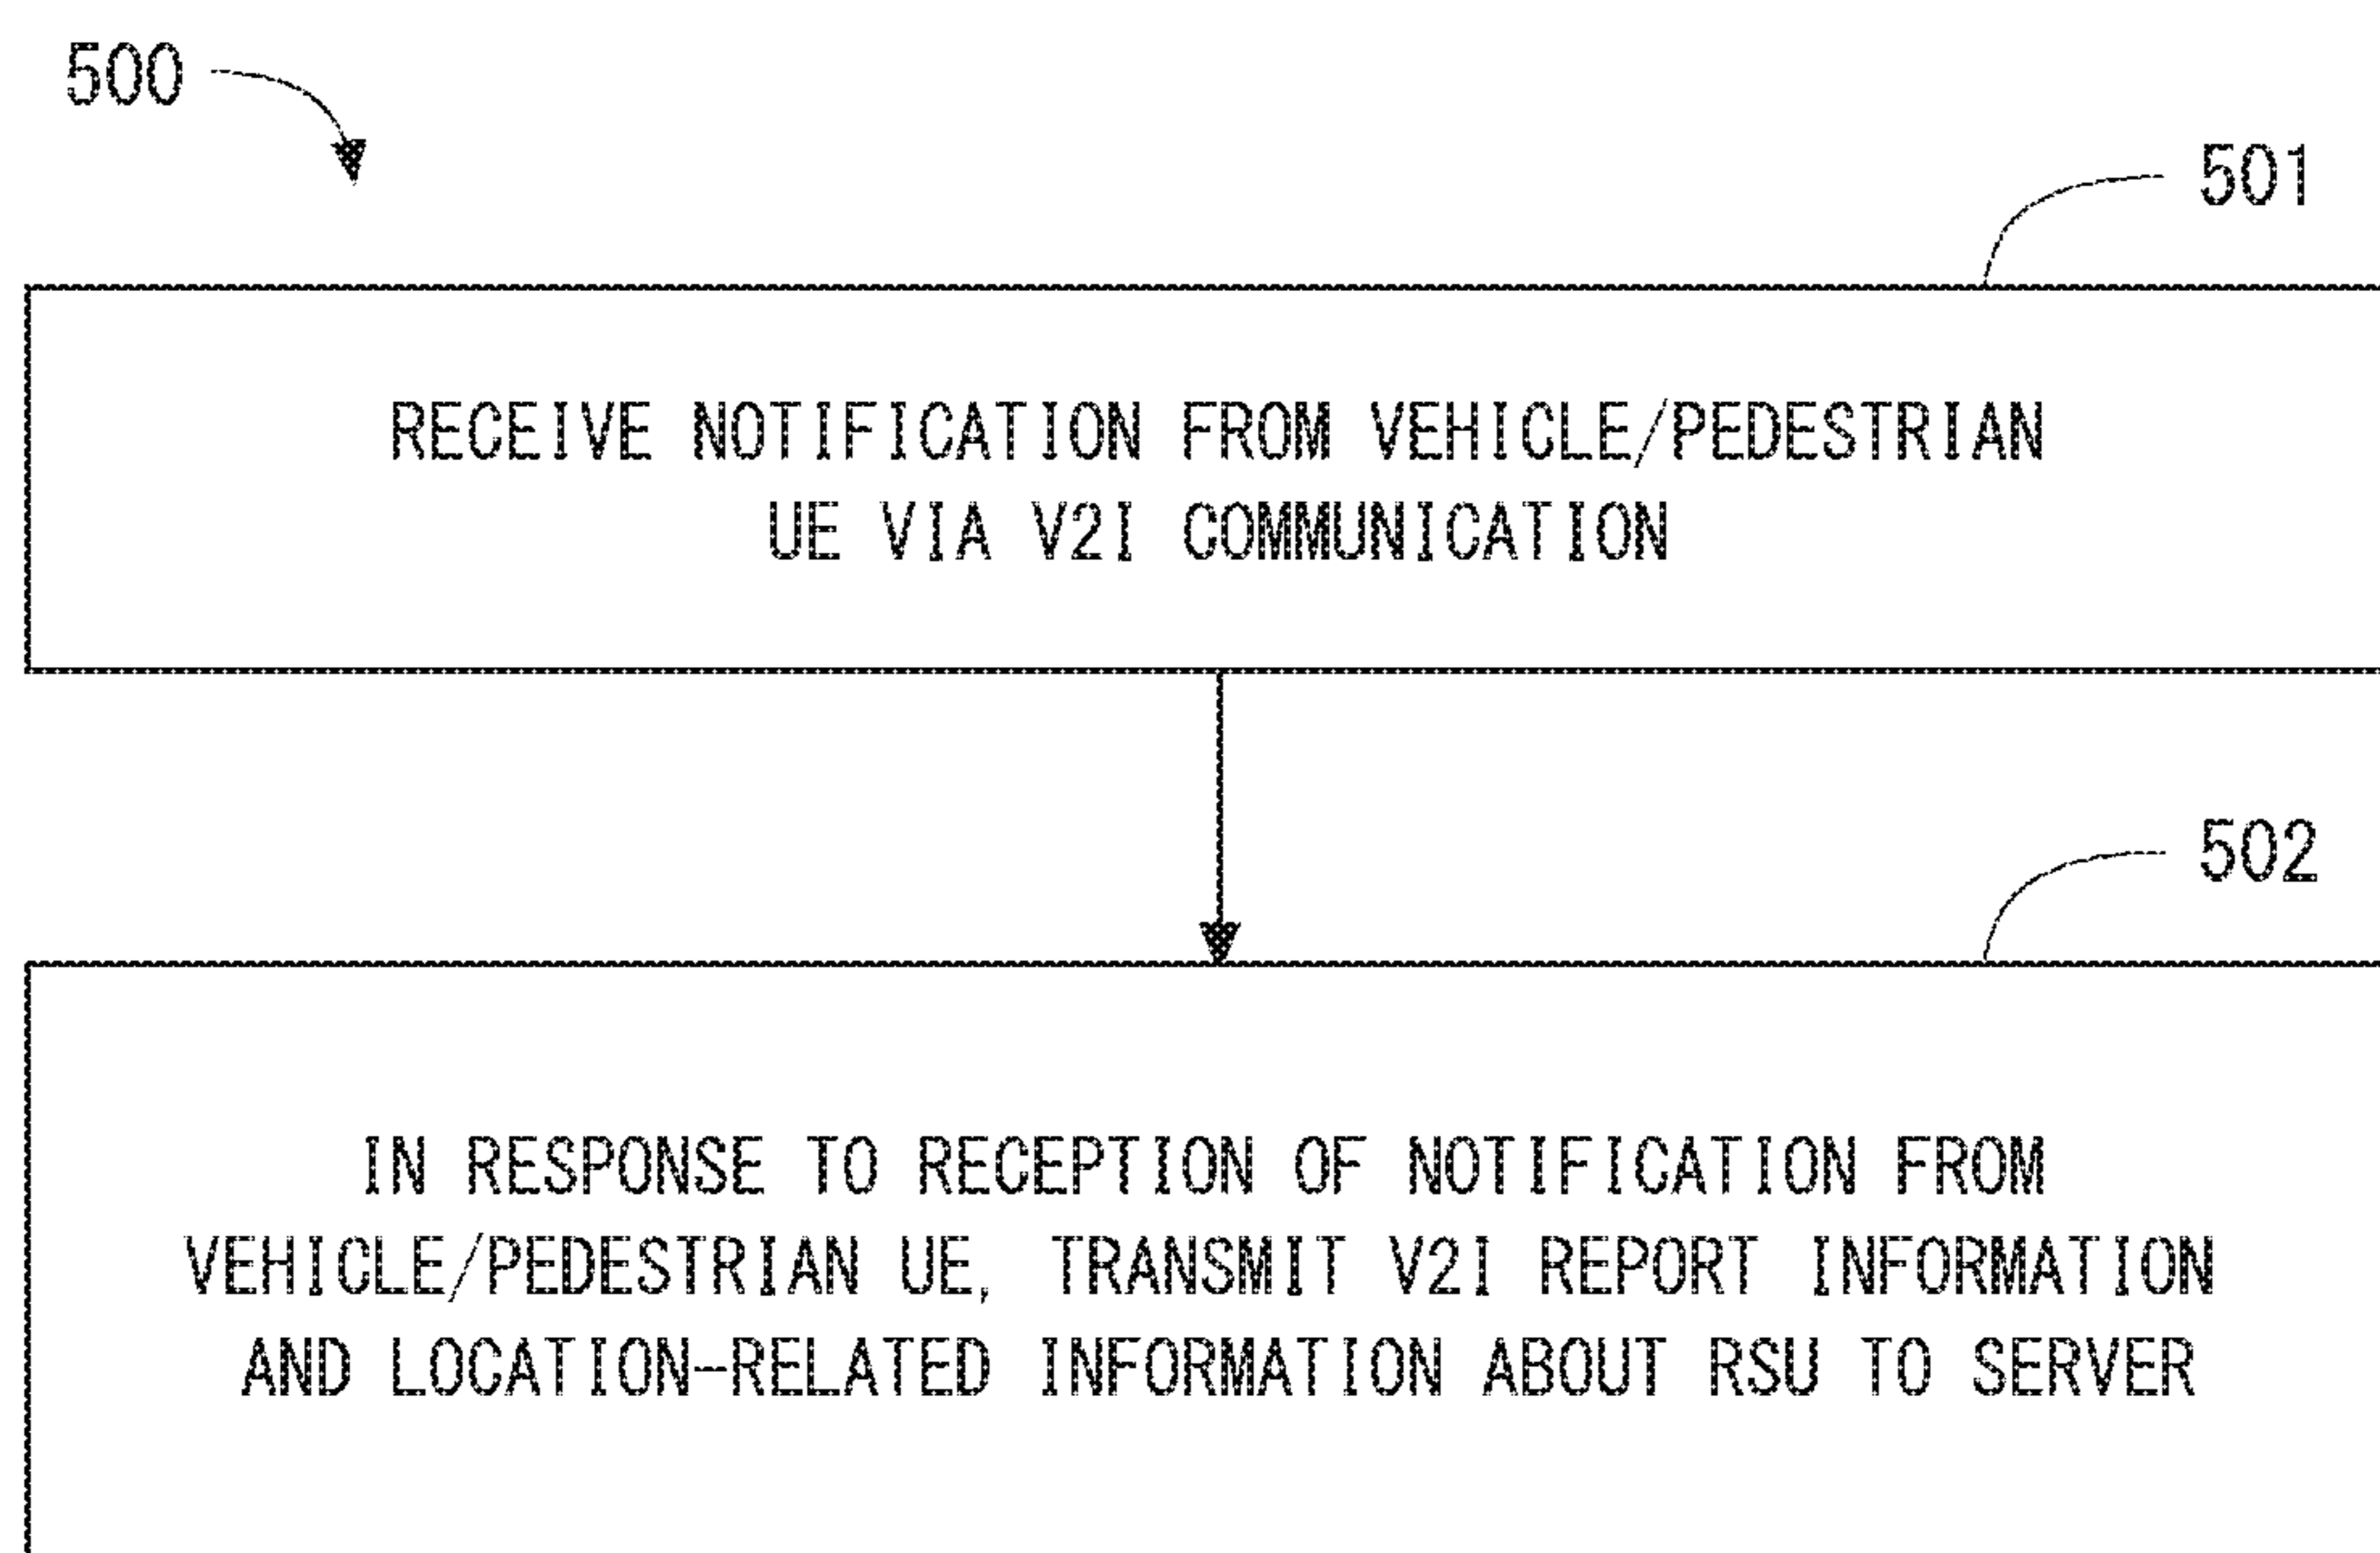 500
501
RECEIVE NOTIFICATION FROM VEHICLE/PEDESTRIAN
UE VIA V2I COMMUNICATION
502
IN RESPONSE TO RECEPTION OF NOTIFICATION FROM
VEHICLE/PEDESTRIAN UE, TRANSMIT V2I REPORT INFORMATION
AND LOCATION-RELATED INFORMATION ABOUT RSU TO SERVER